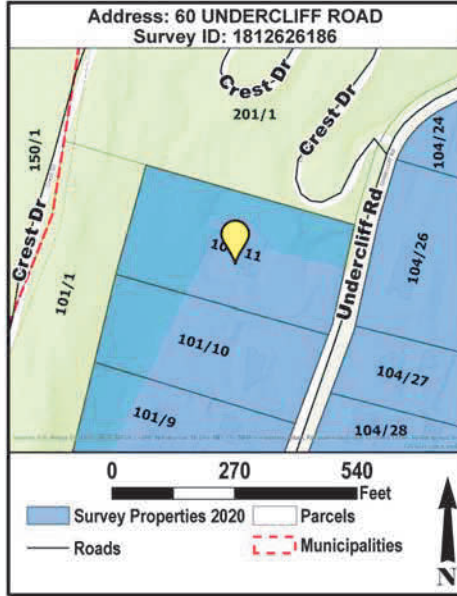 Address: 60 UNDERCLIFF ROAD
Survey ID: 1812626186
Crest-Dr
Crest-Dr
201/1
104/24
150/1
Crest-Dr
101/1
Undercliff-Rd
104/26
101/10
104/27
101/9
104/28
0 270 540
Feet
Survey Properties 2020 Parcels
Roads Municipalities
N